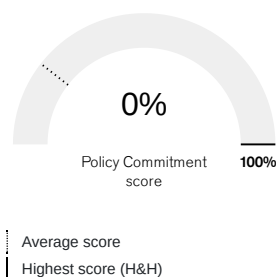 0%
Policy Commitment
score
100%
Average score
Highest score (H&H)